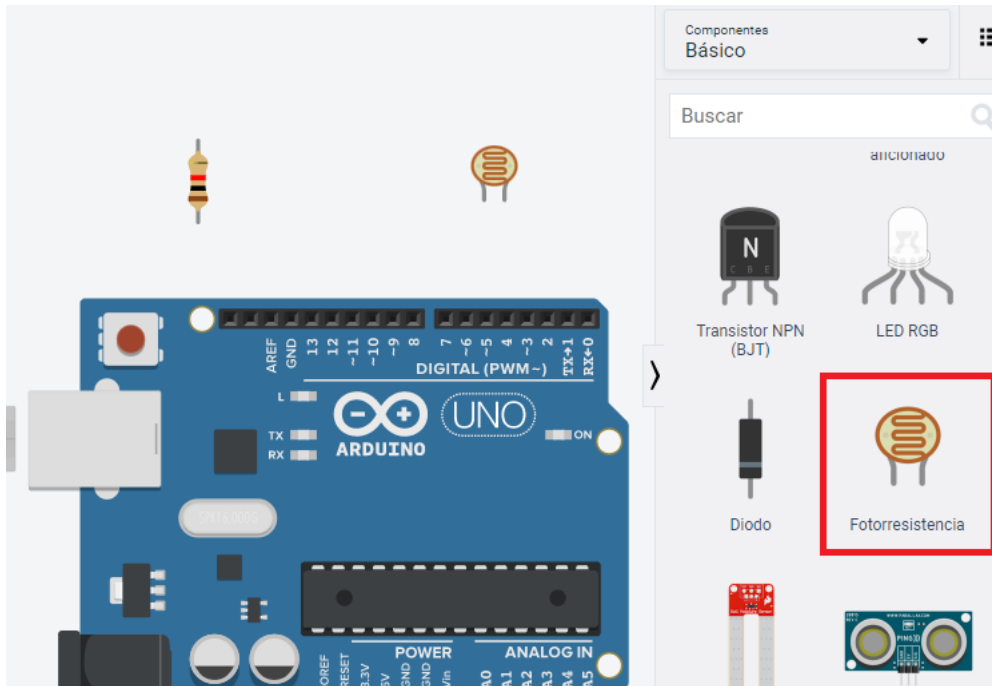 Componentes
Básico
Buscar
aficionado
N
C B E
Transistor NPN
(BJT)
LED RGB
Diodo
Fotorresistencia
AREF
GND
13
12
~11
~10
~9
8
7
~6
~5
4
~3
2
TX→1
RX←0
DIGITAL (PWM~)
L
TX
RX
ARDUINO
UNO
ON
POWER
ANALOG IN
RESET
3.3V
5V
GND
GND
Vin
A0
A1
A2
A3
A4
A5